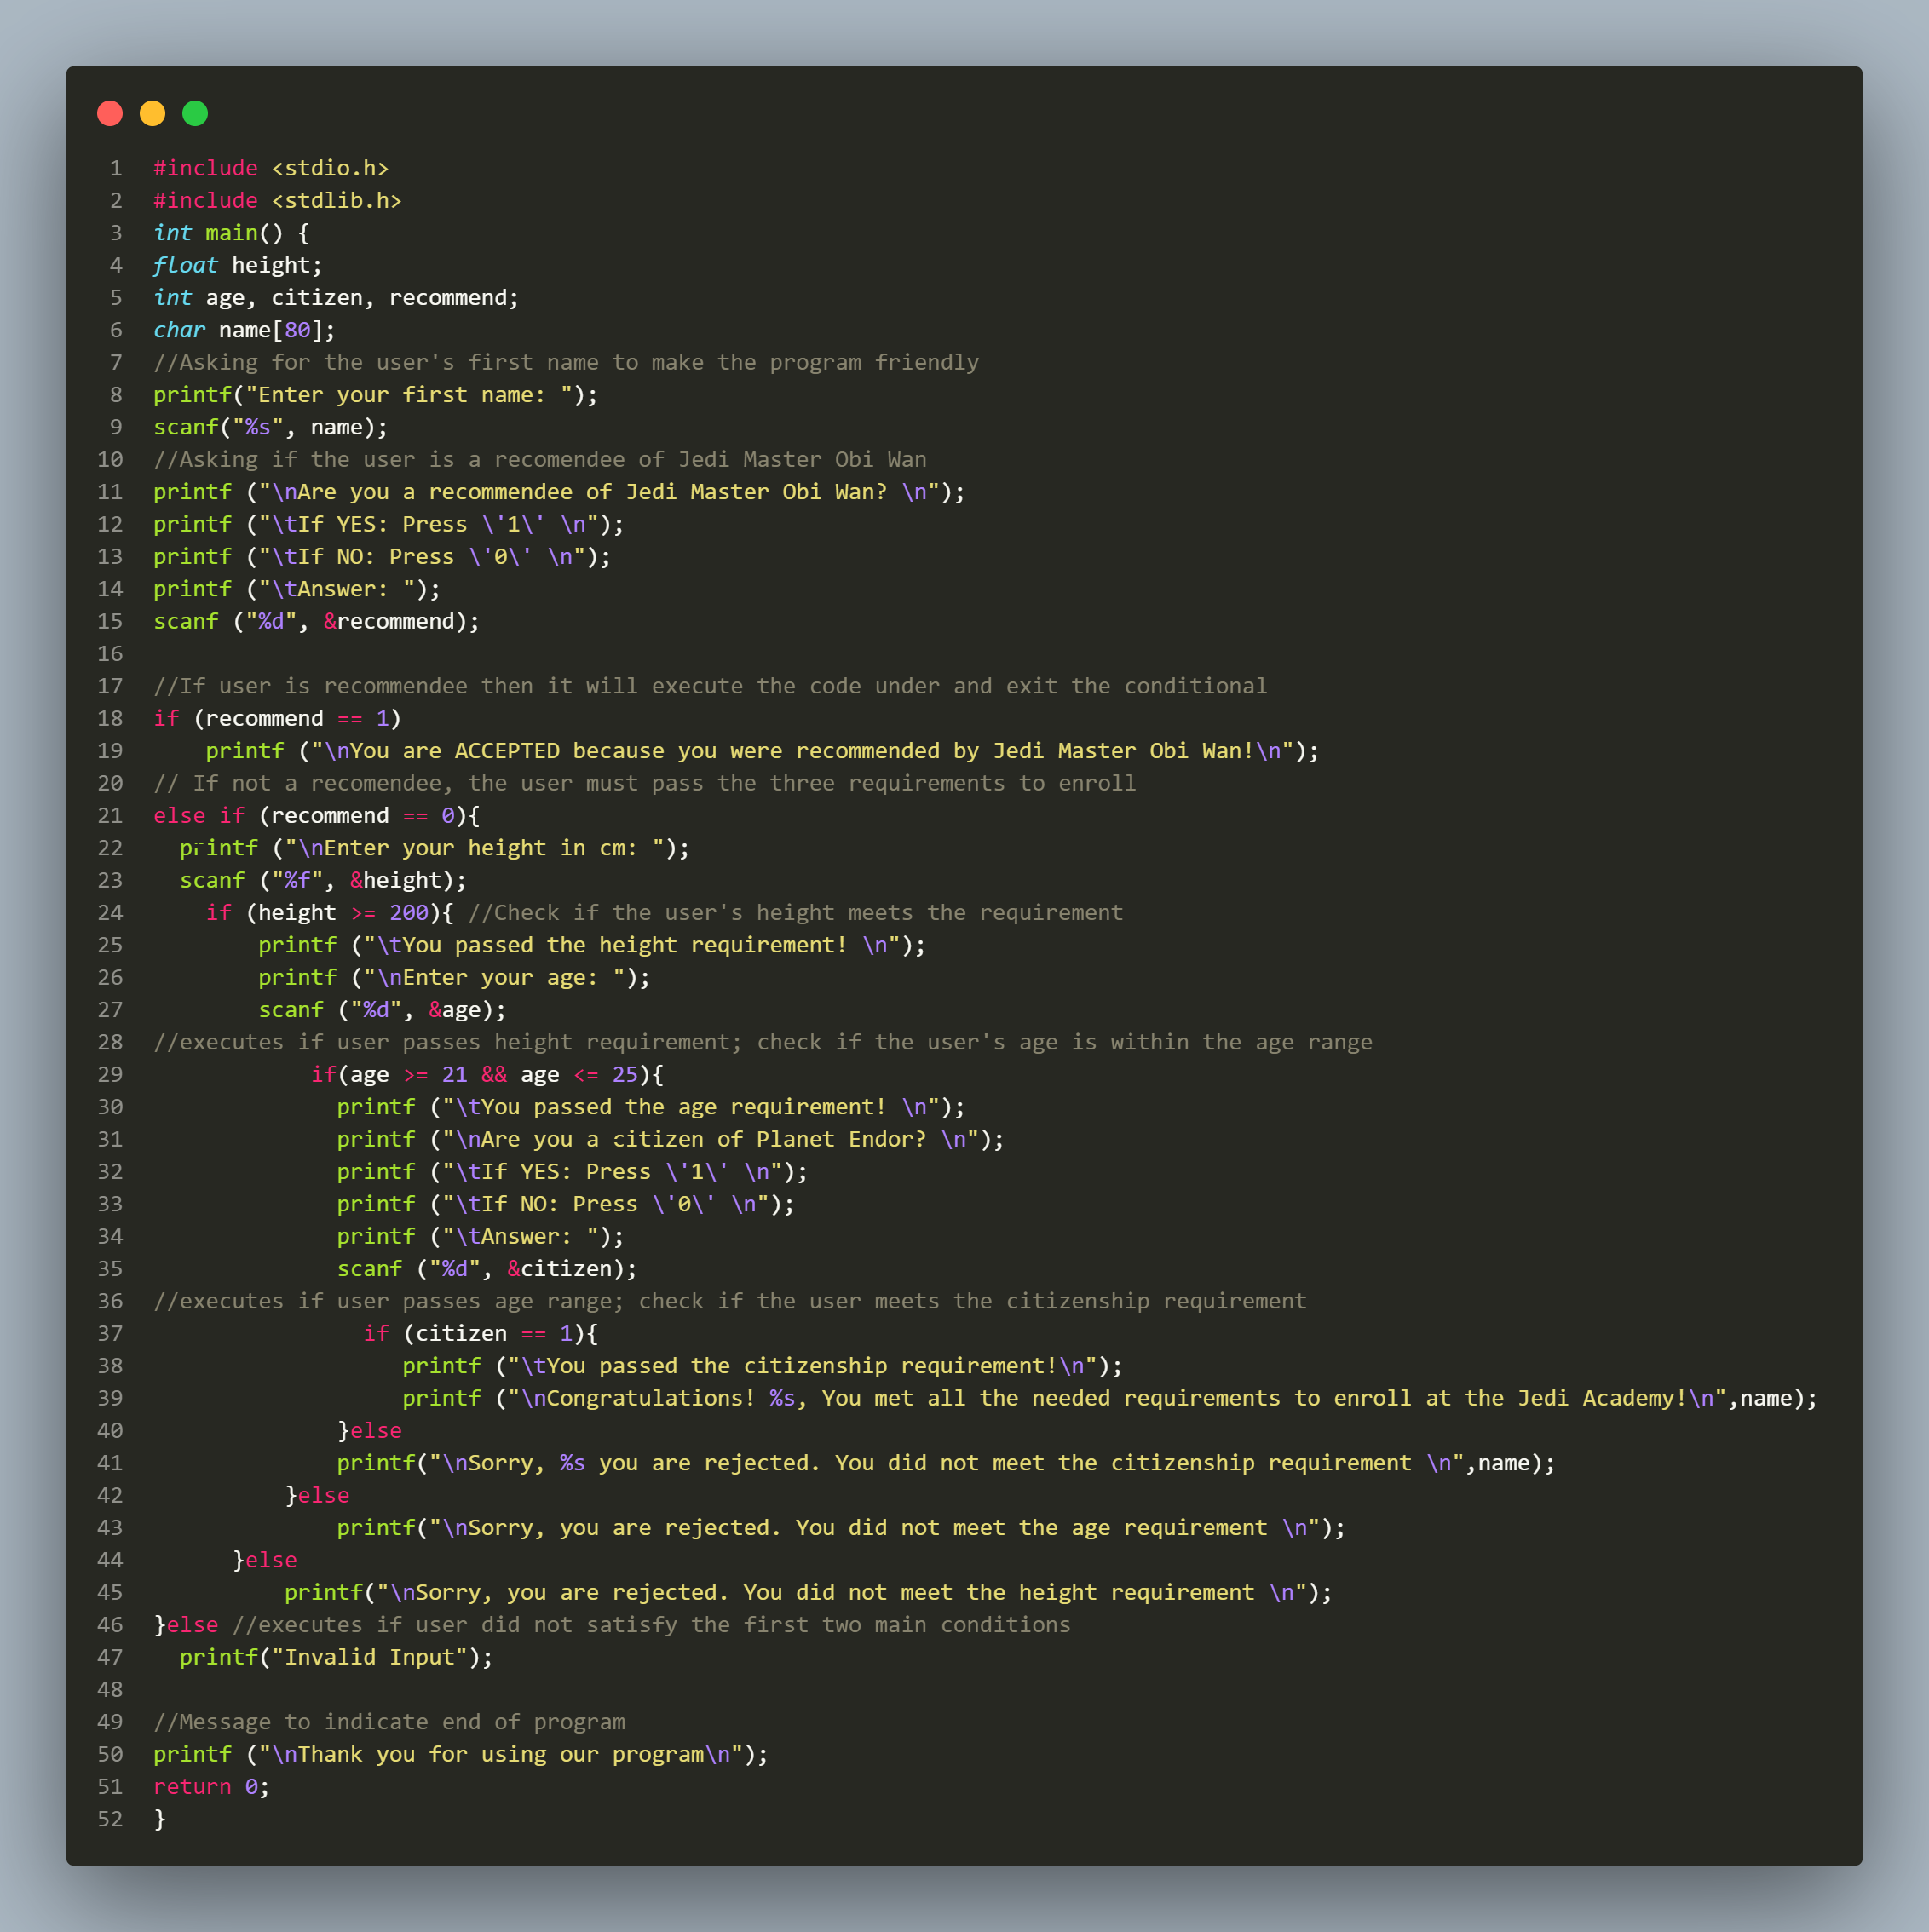 1 #include <stdio.h>
2 #include <stdlib.h>
3 int main() {
4 float height;
5 int age, citizen, recommend;
6 char name[80];
7 //Asking for the user's first name to make the program friendly
8 printf("Enter your first name: ");
9 scanf("%s", name);
10 //Asking if the user is a recomendee of Jedi Master Obi Wan
11 printf ("\nAre you a recommendee of Jedi Master Obi Wan? \n");
12 printf ("\tIf YES: Press \'1\' \n");
13 printf ("\tIf NO: Press \'0\' \n");
14 printf ("\tAnswer: ");
15 scanf ("%d", &recommend);
16
17 //If user is recommendee then it will execute the code under and exit the conditional
18 if (recommend == 1)
19     printf ("\nYou are ACCEPTED because you were recommended by Jedi Master Obi Wan!\n");
20 // If not a recomendee, the user must pass the three requirements to enroll
21 else if (recommend == 0){
22   printf ("\nEnter your height in cm: ");
23   scanf ("%f", &height);
24     if (height >= 200){ //Check if the user's height meets the requirement
25         printf ("\tYou passed the height requirement! \n");
26         printf ("\nEnter your age: ");
27         scanf ("%d", &age);
28 //executes if user passes height requirement; check if the user's age is within the age range
29             if(age >= 21 && age <= 25){
30               printf ("\tYou passed the age requirement! \n");
31               printf ("\nAre you a citizen of Planet Endor? \n");
32               printf ("\tIf YES: Press \'1\' \n");
33               printf ("\tIf NO: Press \'0\' \n");
34               printf ("\tAnswer: ");
35               scanf ("%d", &citizen);
36 //executes if user passes age range; check if the user meets the citizenship requirement
37                 if (citizen == 1){
38                    printf ("\tYou passed the citizenship requirement!\n");
39                    printf ("\nCongratulations! %s, You met all the needed requirements to enroll at the Jedi Academy!\n",name);
40               }else
41               printf("\nSorry, %s you are rejected. You did not meet the citizenship requirement \n",name);
42           }else
43               printf("\nSorry, you are rejected. You did not meet the age requirement \n");
44       }else
45           printf("\nSorry, you are rejected. You did not meet the height requirement \n");
46 }else //executes if user did not satisfy the first two main conditions
47   printf("Invalid Input");
48
49 //Message to indicate end of program
50 printf ("\nThank you for using our program\n");
51 return 0;
52 }